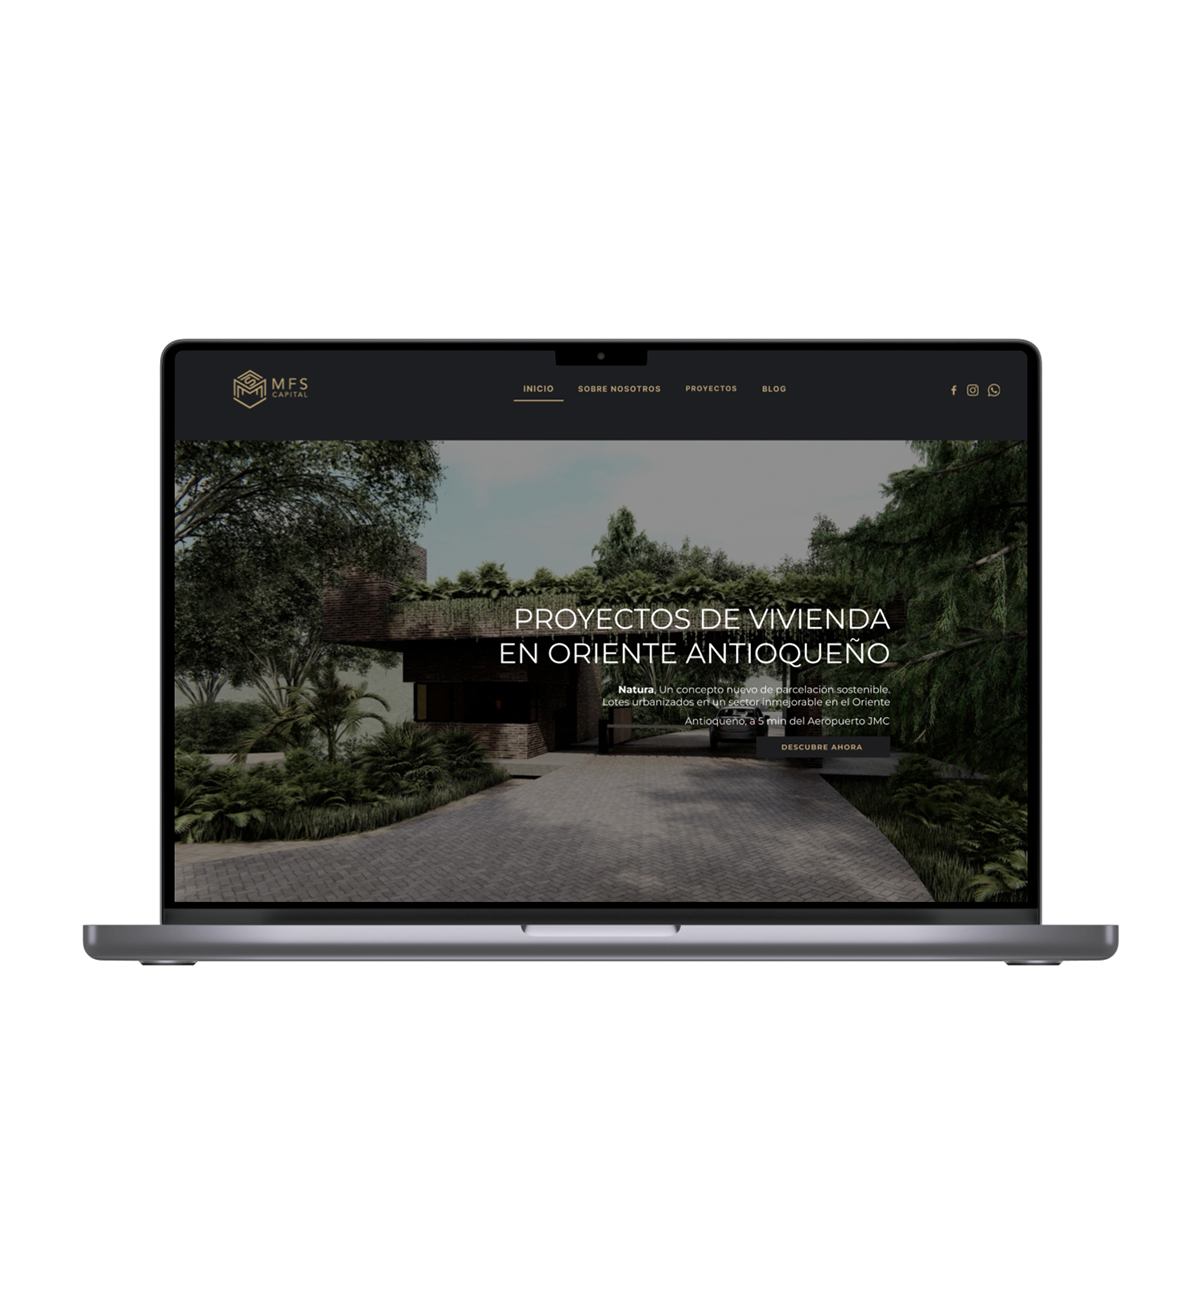 MFS
CAPITAL
INICIO
SOBRE NOSOTROS
PROYECTOS
BLOG
PROYECTOS DE VIVIENDA
EN ORIENTE ANTIOQUEÑO
Natura, Un concepto nuevo de parcelación sostenible.
Lotes urbanizados en un sector inmejorable en el Oriente
Antioqueño, a 5 min del Aeropuerto JMC
DESCUBRE AHORA